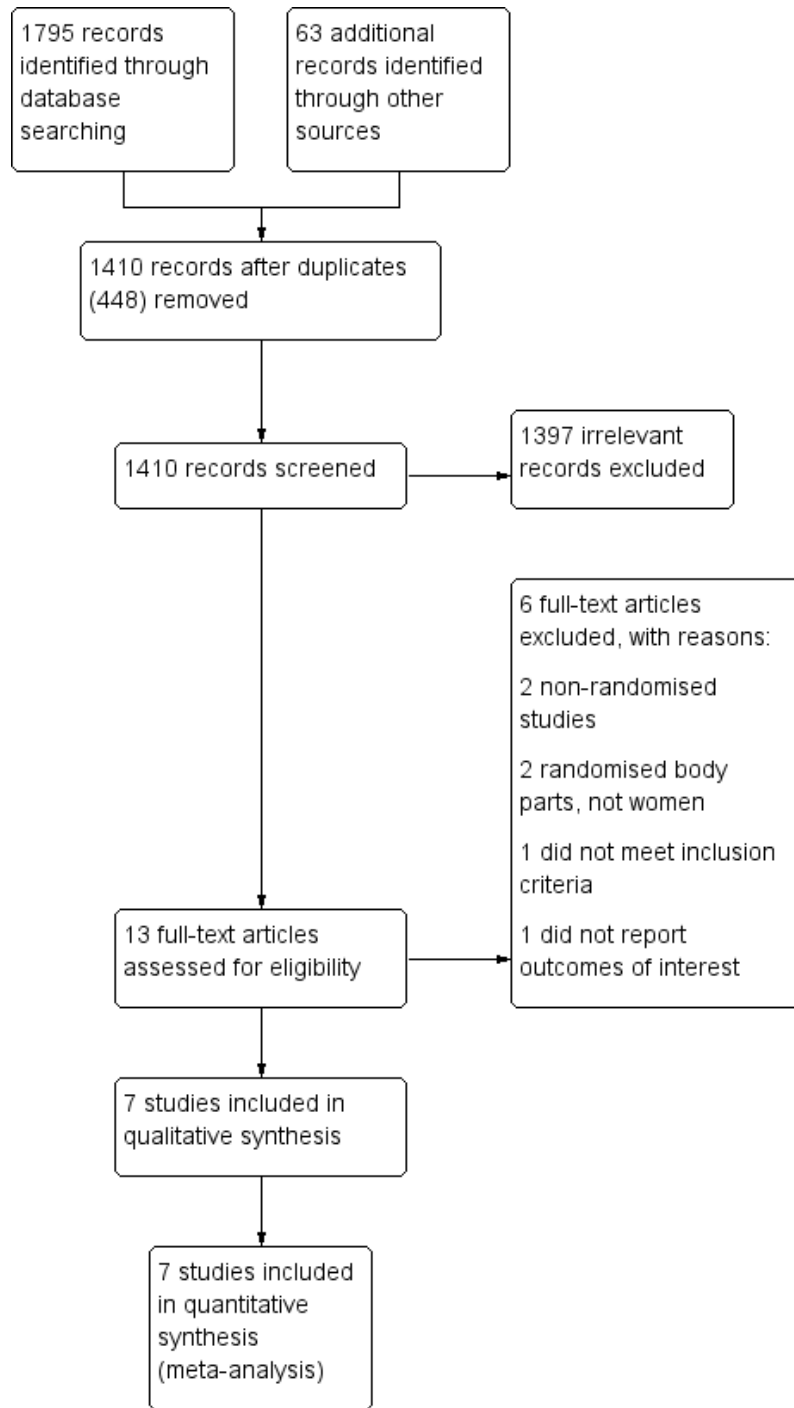 1795 records
identified through
database
searching
63 additional
records identified
through other
sources
1410 records after duplicates
(448) removed
1410 records screened
1397 irrelevant
records excluded
6 full-text articles
excluded, with reasons:
2 non-randomised
studies
2 randomised body
parts, not women
1 did not meet inclusion
criteria
1 did not report
outcomes of interest
13 full-text articles
assessed for eligibility
7 studies included in
qualitative synthesis
7 studies included
in quantitative
synthesis
(meta-analysis)